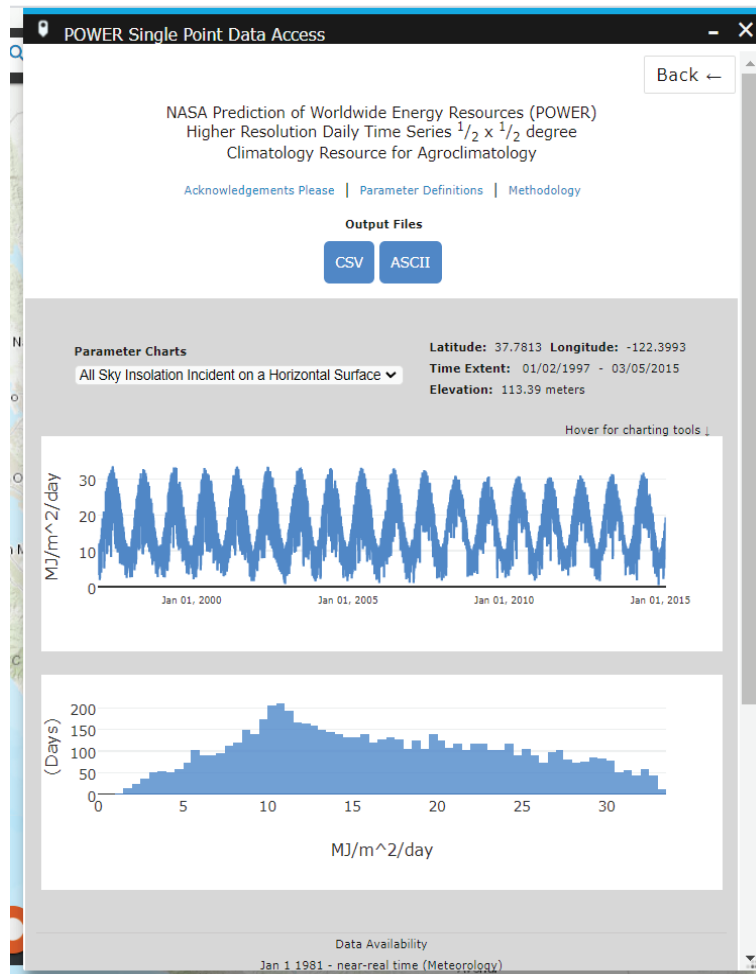 POWER Single Point Data Access
Back ←
NASA Prediction of Worldwide Energy Resources (POWER)
Higher Resolution Daily Time Series 1/2 x 1/2 degree
Climatology Resource for Agroclimatology
Acknowledgements Please | Parameter Definitions | Methodology
Output Files
CSV ASCII
Parameter Charts
All Sky Insolation Incident on a Horizontal Surface
Latitude: 37.7813 Longitude: -122.3993
Time Extent: 01/02/1997 - 03/05/2015
Elevation: 113.39 meters
Hover for charting tools ↓
MJ/m^2/day
30
20
10
0
Jan 01, 2000 Jan 01, 2005 Jan 01, 2010 Jan 01, 2015
(Days)
200
150
100
50
0
0 5 10 15 20 25 30
MJ/m^2/day
Data Availability
Jan 1 1981 - near-real time (Meteorology)